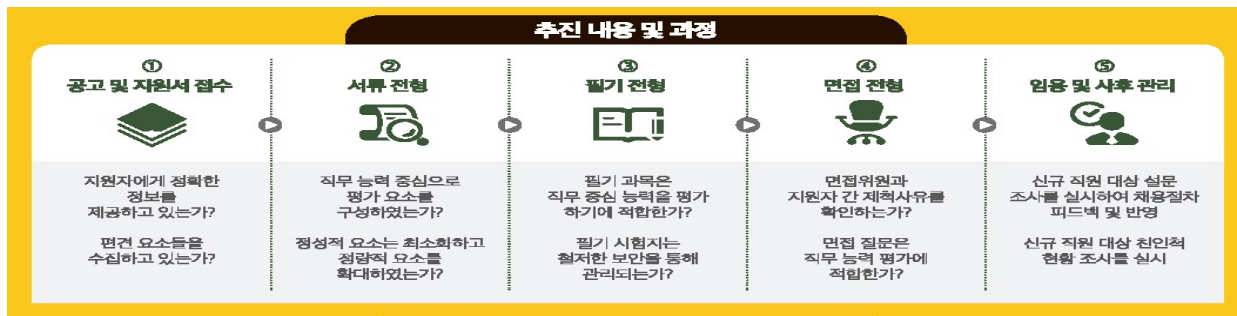 추진 내용 및 과정
①
공고 및 지원서 접수
지원자에게 정확한
정보를
제공하고 있는가?
편견 요소들을
수집하고 있는가?
②
서류 전형
직무 능력 중심으로
평가 요소를
구성하였는가?
정성적 요소는 최소화하고
정량적 요소를
확대하였는가?
③
필기 전형
필기 과목은
직무 중심 능력을 평가
하기에 적합한가?
필기 시험지는
철저한 보안을 통해
관리되는가?
④
면접 전형
면접위원과
지원자 간 제척사유를
확인하는가?
면접 질문은
직무 능력 평가에
적합한가?
⑤
임용 및 사후 관리
신규 직원 대상 설문
조사를 실시하여 채용절차
피드백 및 반영
신규 직원 대상 친인척
현황 조사를 실시